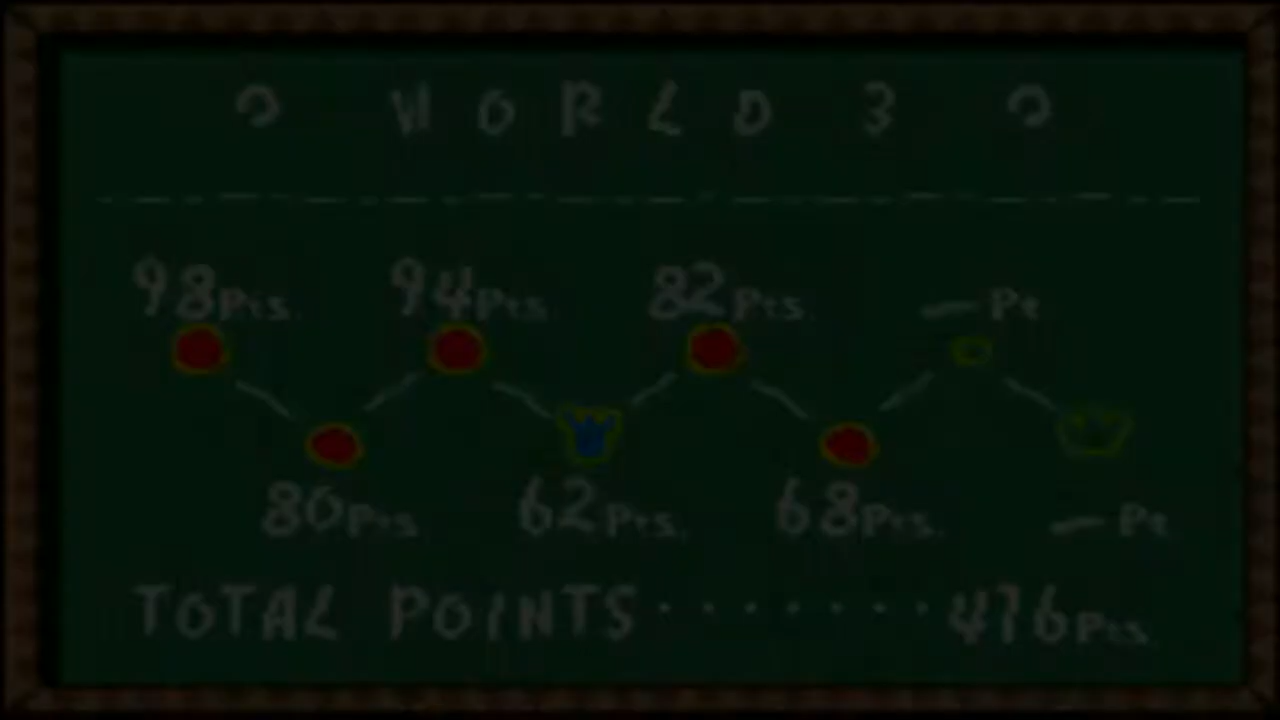 WORLD 3
98Pts. 94Pts. 82Pts. — Pt
80Pts. 62Pts. 68Pts. — Pt.
TOTAL POINTS ······· 476Pts.